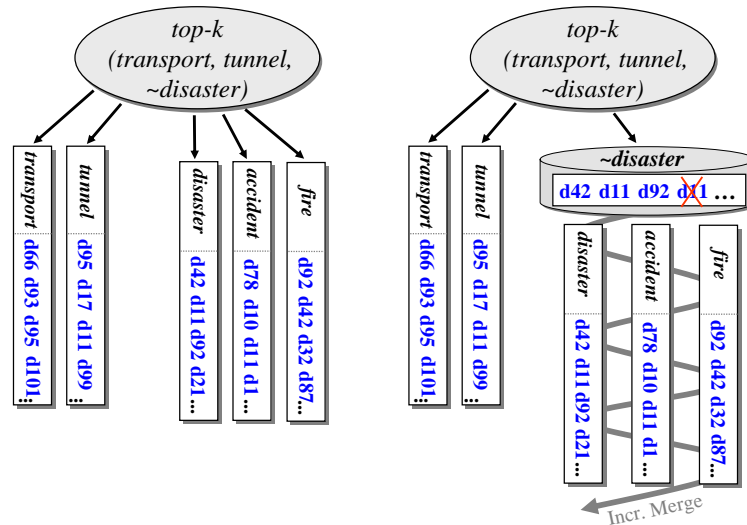 top-k
(transport, tunnel,
~disaster)
transport d66 d93 d95 d101...
tunnel d95 d17 d11 d99 ...
disaster d42 d11 d92 d21 ...
accident d78 d10 d11 d1 ...
fire d92 d42 d32 d87...
top-k
(transport, tunnel,
~disaster)
transport d66 d93 d95 d101...
tunnel d95 d17 d11 d99 ...
~disaster
d42 d11 d92 d11 ...
disaster d42 d11 d92 d21 ...
accident d78 d10 d11 d1 ...
fire d92 d42 d32 d87...
Incr. Merge